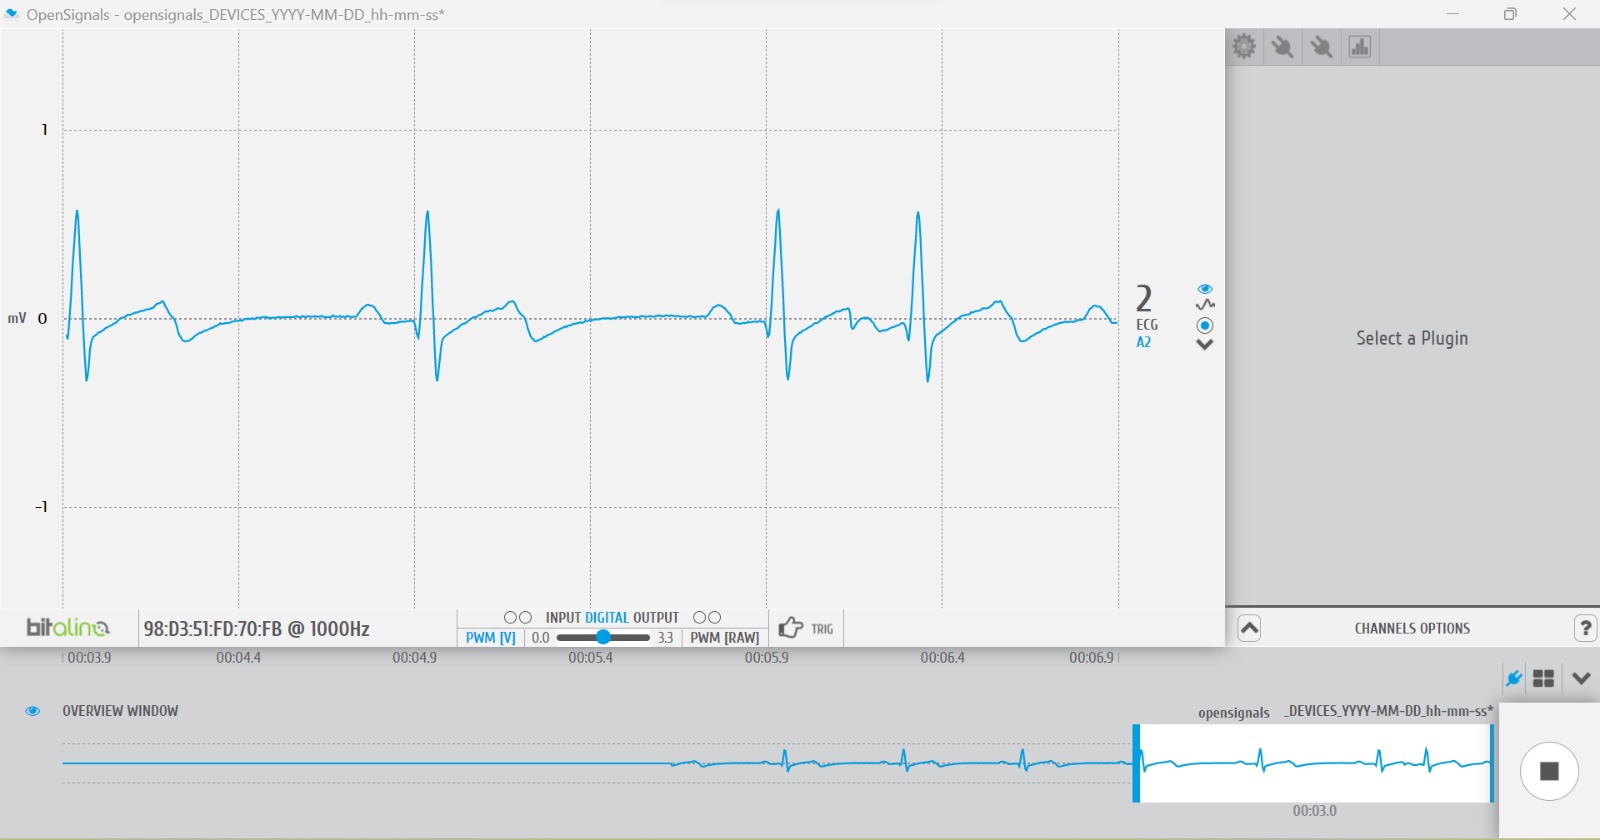 OpenSignals - opensignals_DEVICES_YYYY-MM-DD_hh-mm-ss*
1
mV 0
-1
2
ECG
A2
Select a Plugin
bitalino
98:D3:51:FD:70:FB @ 1000Hz
INPUT DIGITAL OUTPUT
PWM [V] 0.0 3.3 PWM [RAW]
TRIG
CHANNELS OPTIONS
?
00:03.9 00:04.4 00:04.9 00:05.4 00:05.9 00:06.4 00:06.9
OVERVIEW WINDOW
opensignals _DEVICES_YYYY-MM-DD_hh-mm-ss*
00:03.0